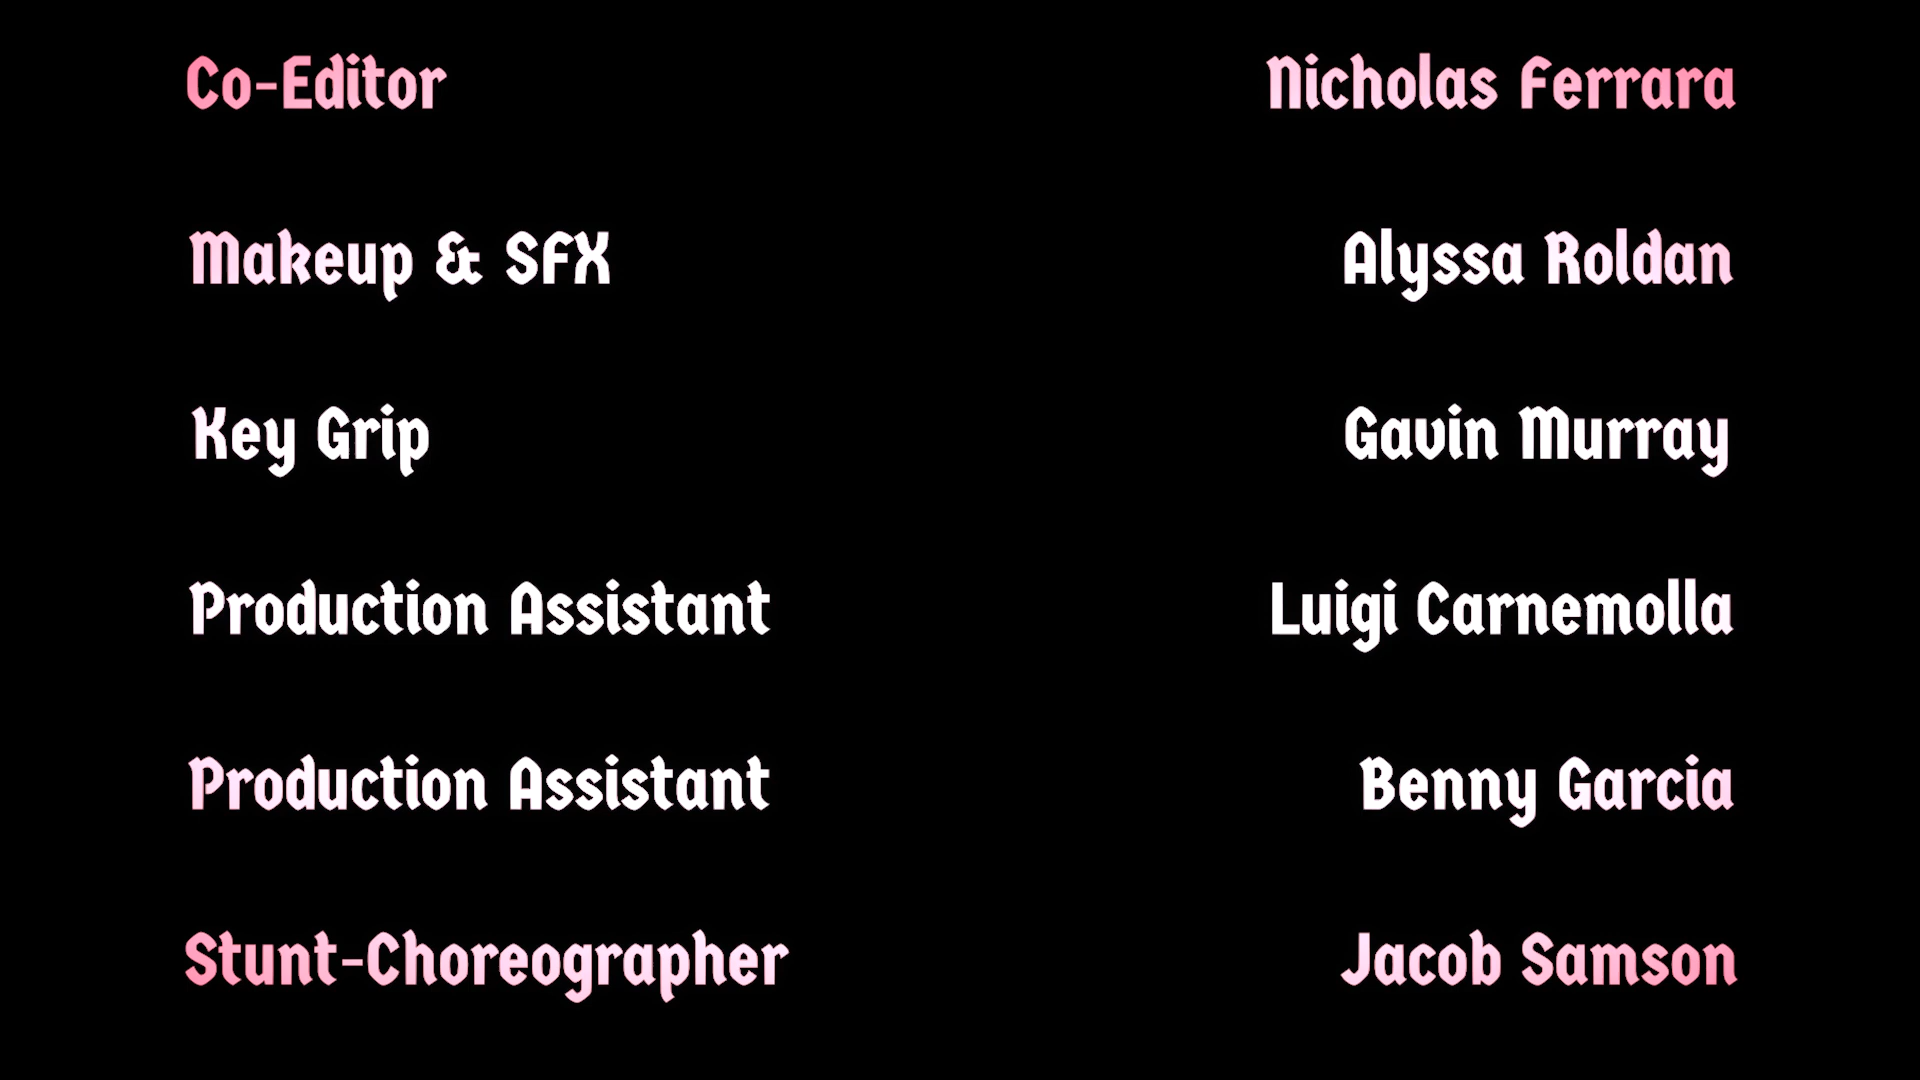 Co-Editor Nicholas Ferrara
Makeup & SFX Alyssa Roldan
Key Grip Gavin Murray
Production Assistant Luigi Carnemolla
Production Assistant Benny Garcia
Stunt-Choreographer Jacob Samson